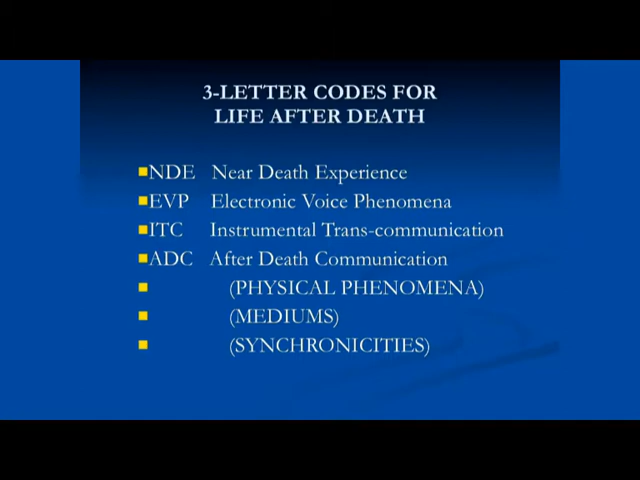 3-LETTER CODES FOR
LIFE AFTER DEATH
NDE Near Death Experience
EVP Electronic Voice Phenomena
ITC Instrumental Trans-communication
ADC After Death Communication
(PHYSICAL PHENOMENA)
(MEDIUMS)
(SYNCHRONICITIES)